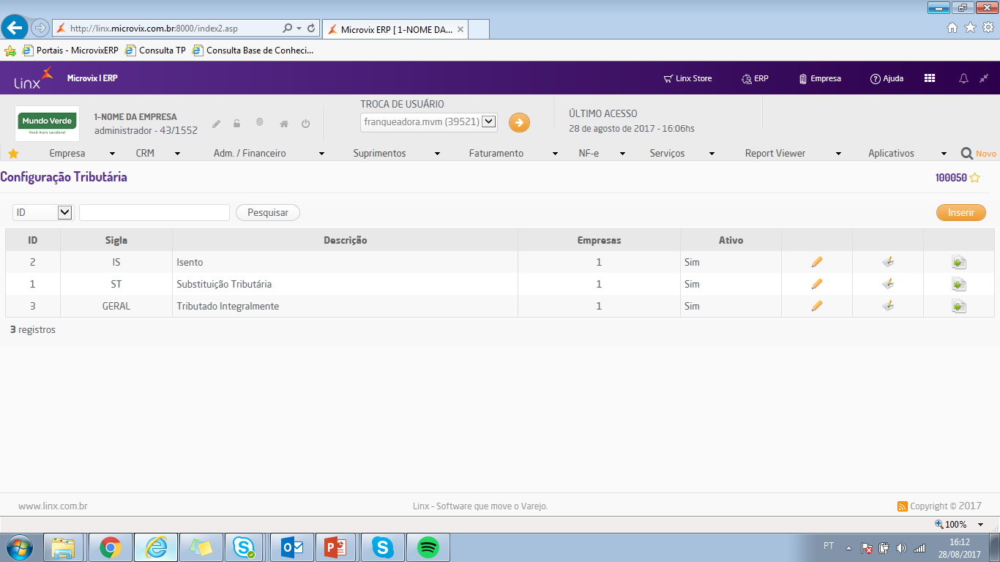 http://linx.microvix.com.br:8000/index2.asp
Microvix ERP [ 1-NOME DA...
Portais - MicrovixERP Consulta TP Consulta Base de Conheci...
Linx Microvix | ERP Linx Store ERP Empresa Ajuda
Mundo Verde
Você mais saudável
1-NOME DA EMPRESA
administrador - 43/1552
TROCA DE USUÁRIO
franqueadora.mvm (39521)
ÚLTIMO ACESSO
28 de agosto de 2017 - 16:06hs
Empresa CRM Adm. / Financeiro Suprimentos Faturamento NF-e Serviços Report Viewer Aplicativos Novo
Configuração Tributária 100050
ID Pesquisar Inserir
ID Sigla Descrição Empresas Ativo
2 IS Isento 1 Sim
1 ST Substituição Tributária 1 Sim
3 GERAL Tributado Integralmente 1 Sim
3 registros
www.linx.com.br Linx - Software que move o Varejo. Copyright © 2017
100%
PT 16:12
28/08/2017